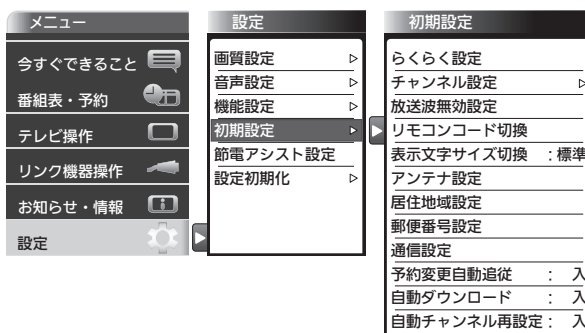 メニュー
今すぐできること
番組表・予約
テレビ操作
リンク機器操作
お知らせ・情報
設定
設定
画質設定
音声設定
機能設定
初期設定
節電アシスト設定
設定初期化
初期設定
らくらく設定
チャンネル設定
放送波無効設定
リモコンコード切換
表示文字サイズ切換 : 標準
アンテナ設定
居住地域設定
郵便番号設定
通信設定
予約変更自動追従 : 入
自動ダウンロード : 入
自動チャンネル再設定 : 入